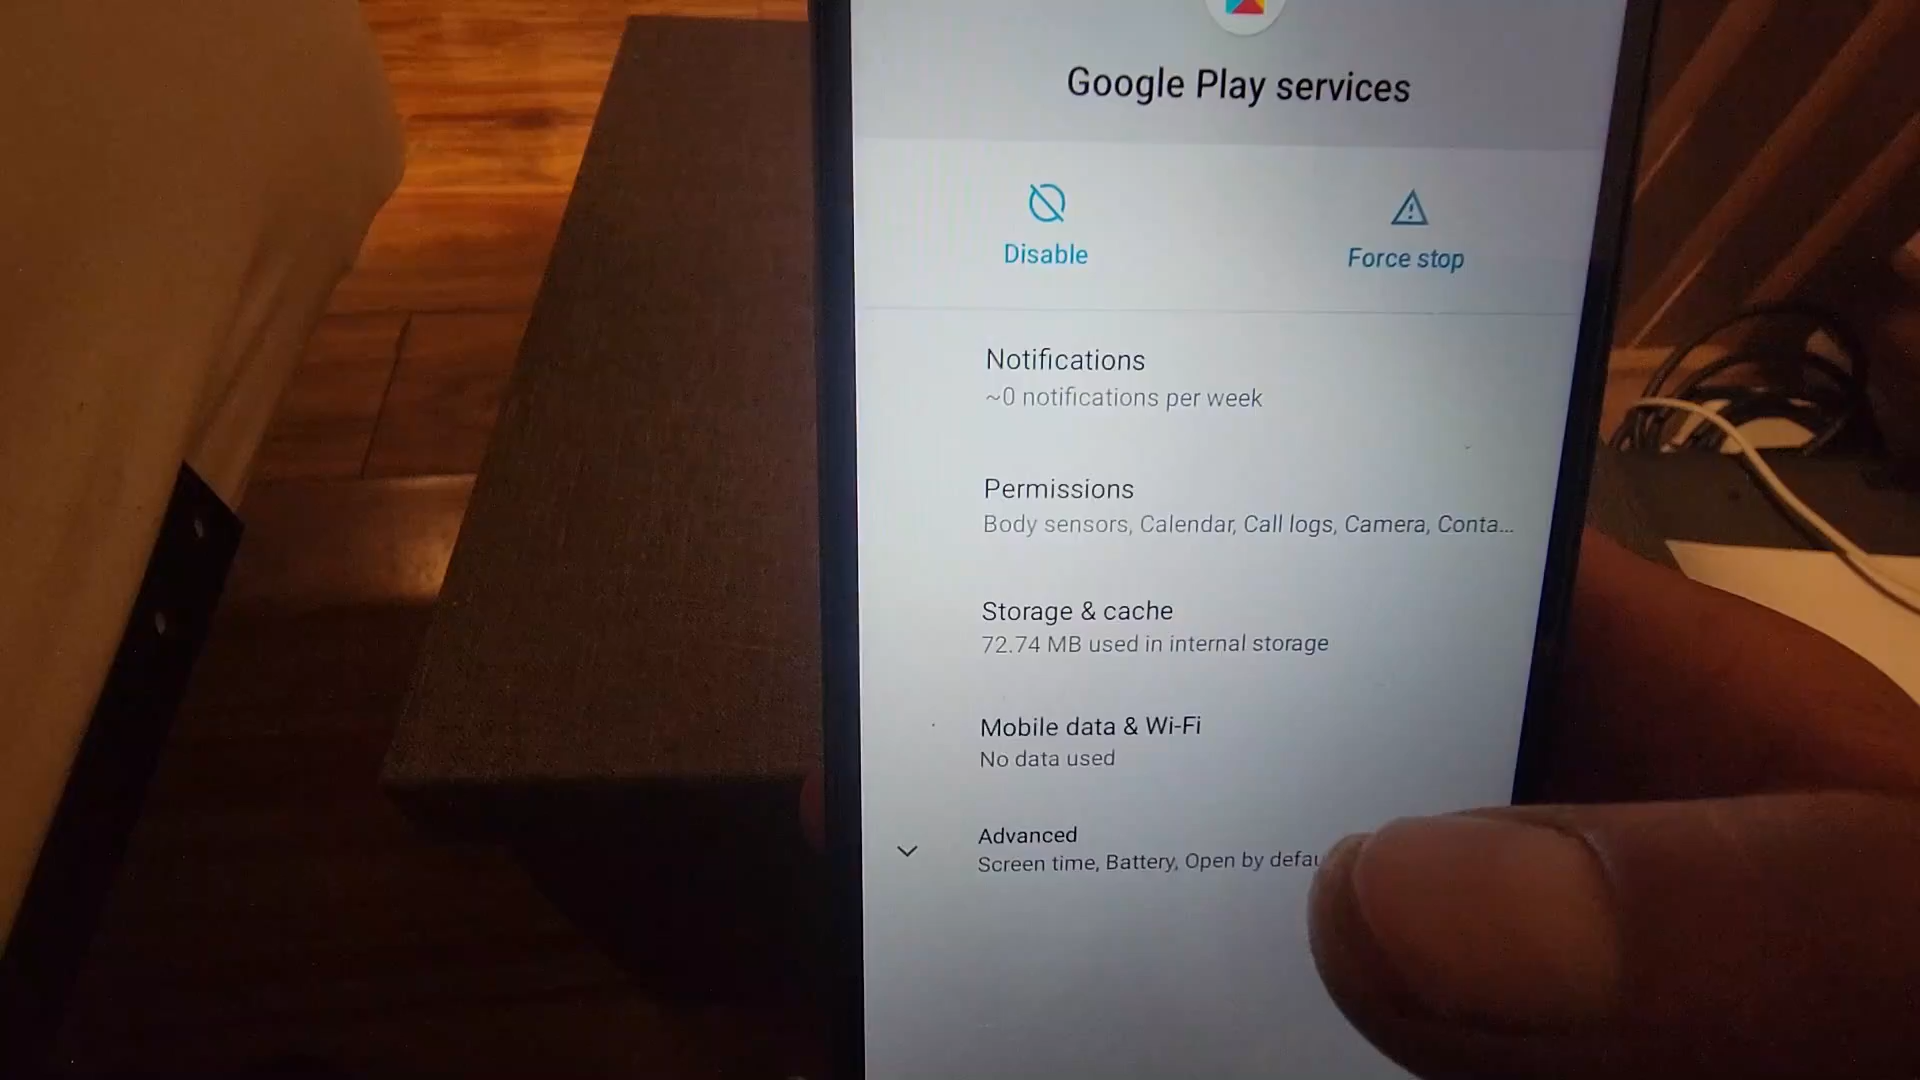 Google Play services
Disable
Force stop
Notifications
~0 notifications per week
Permissions
Body sensors, Calendar, Call logs, Camera, Conta...
Storage & cache
72.74 MB used in internal storage
Mobile data & Wi-Fi
No data used
Advanced
Screen time, Battery, Open by defau